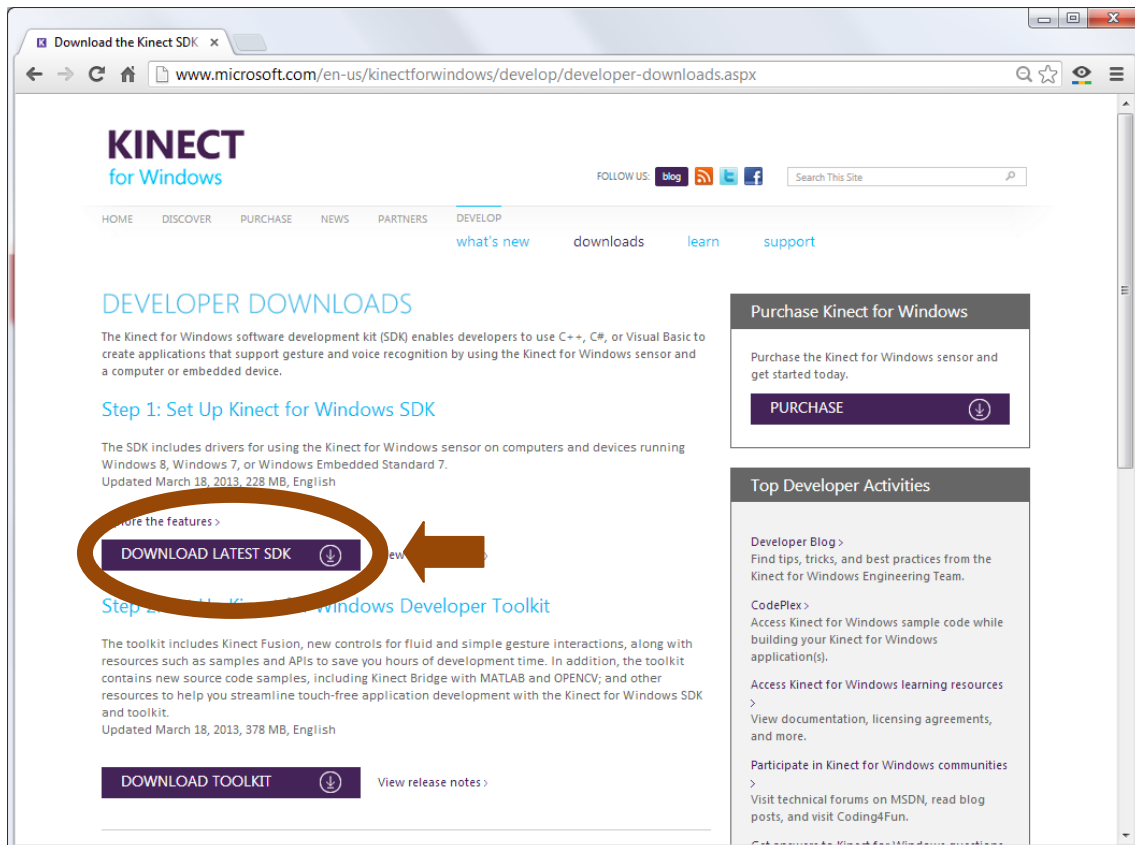 Download the Kinect SDK
www.microsoft.com/en-us/kinectforwindows/develop/developer-downloads.aspx
KINECT
for Windows
FOLLOW US: blog
Search This Site
HOME DISCOVER PURCHASE NEWS PARTNERS DEVELOP
what's new downloads learn support
DEVELOPER DOWNLOADS
The Kinect for Windows software development kit (SDK) enables developers to use C++, C#, or Visual Basic to
create applications that support gesture and voice recognition by using the Kinect for Windows sensor and
a computer or embedded device.
Step 1: Set Up Kinect for Windows SDK
The SDK includes drivers for using the Kinect for Windows sensor on computers and devices running
Windows 8, Windows 7, or Windows Embedded Standard 7.
Updated March 18, 2013, 228 MB, English
the features >
DOWNLOAD LATEST SDK
Step Windows Developer Toolkit
The toolkit includes Kinect Fusion, new controls for fluid and simple gesture interactions, along with
resources such as samples and APIs to save you hours of development time. In addition, the toolkit
contains new source code samples, including Kinect Bridge with MATLAB and OPENCV; and other
resources to help you streamline touch-free application development with the Kinect for Windows SDK
and toolkit.
Updated March 18, 2013, 378 MB, English
DOWNLOAD TOOLKIT
View release notes >
Purchase Kinect for Windows
Purchase the Kinect for Windows sensor and
get started today.
PURCHASE
Top Developer Activities
Developer Blog >
Find tips, tricks, and best practices from the
Kinect for Windows Engineering Team.
CodePlex >
Access Kinect for Windows sample code while
building your Kinect for Windows
application(s).
Access Kinect for Windows learning resources
>
View documentation, licensing agreements,
and more.
Participate in Kinect for Windows communities
>
Visit technical forums on MSDN, read blog
posts, and visit Coding4Fun.